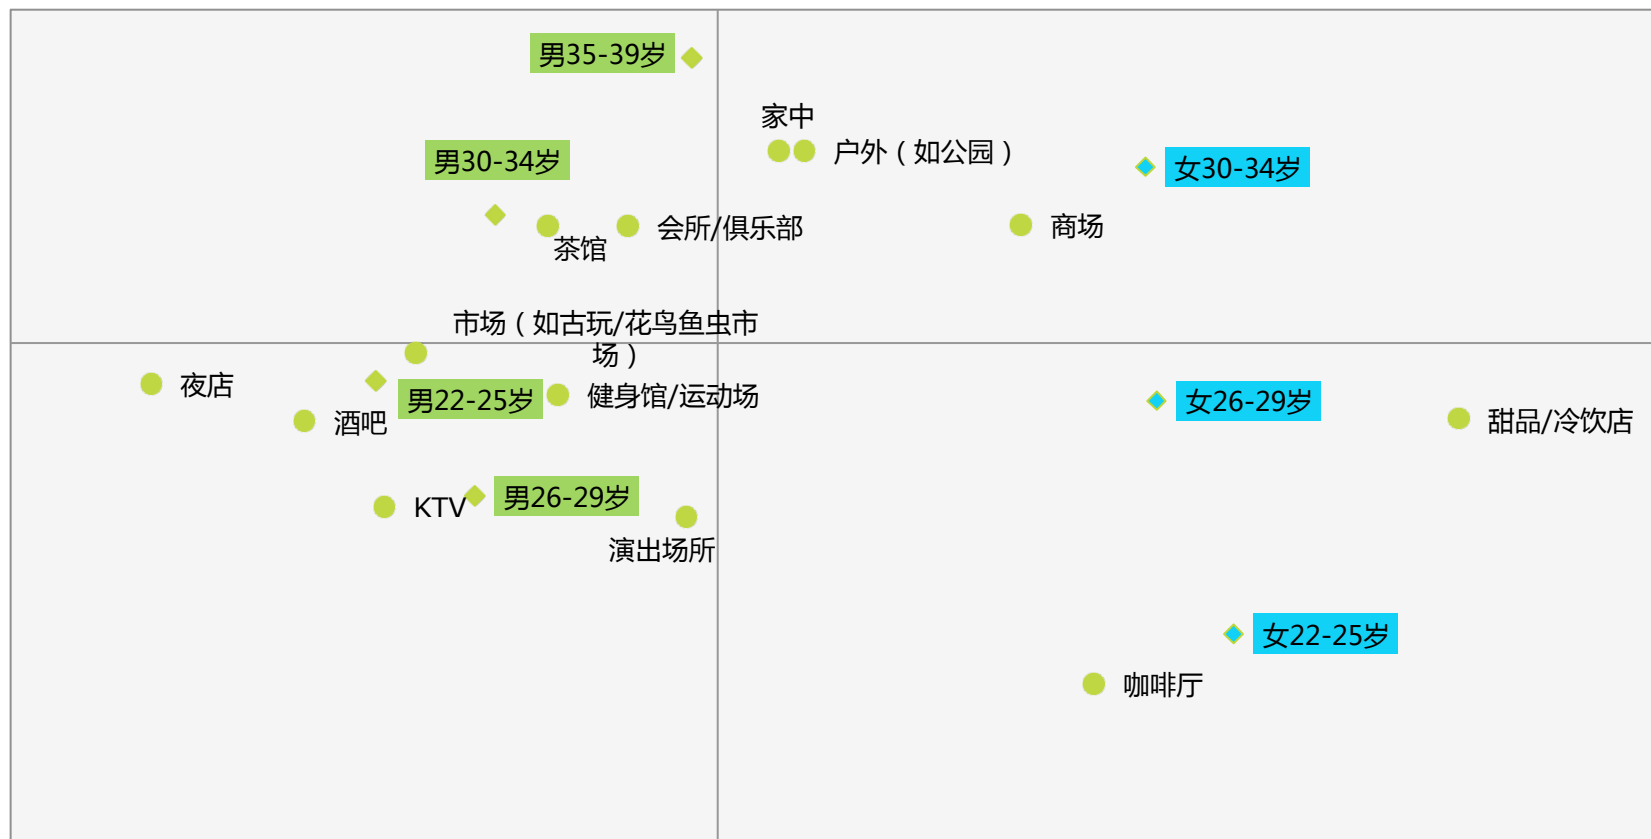 男35-39岁
家中
户外（如公园）
男30-34岁
女30-34岁
会所/俱乐部
商场
茶馆
市场（如古玩/花鸟鱼虫市
场）
夜店
男22-25岁
健身馆/运动场
女26-29岁
甜品/冷饮店
酒吧
KTV
男26-29岁
演出场所
女22-25岁
咖啡厅